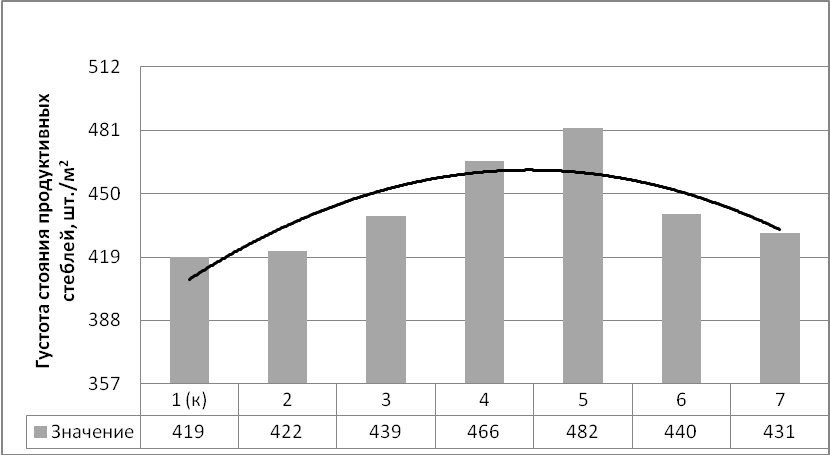 Густота стояния продуктивных
стеблей, шт./м²
512
481
450
419
388
357
1 (к) 2 3 4 5 6 7
Значение 419 422 439 466 482 440 431